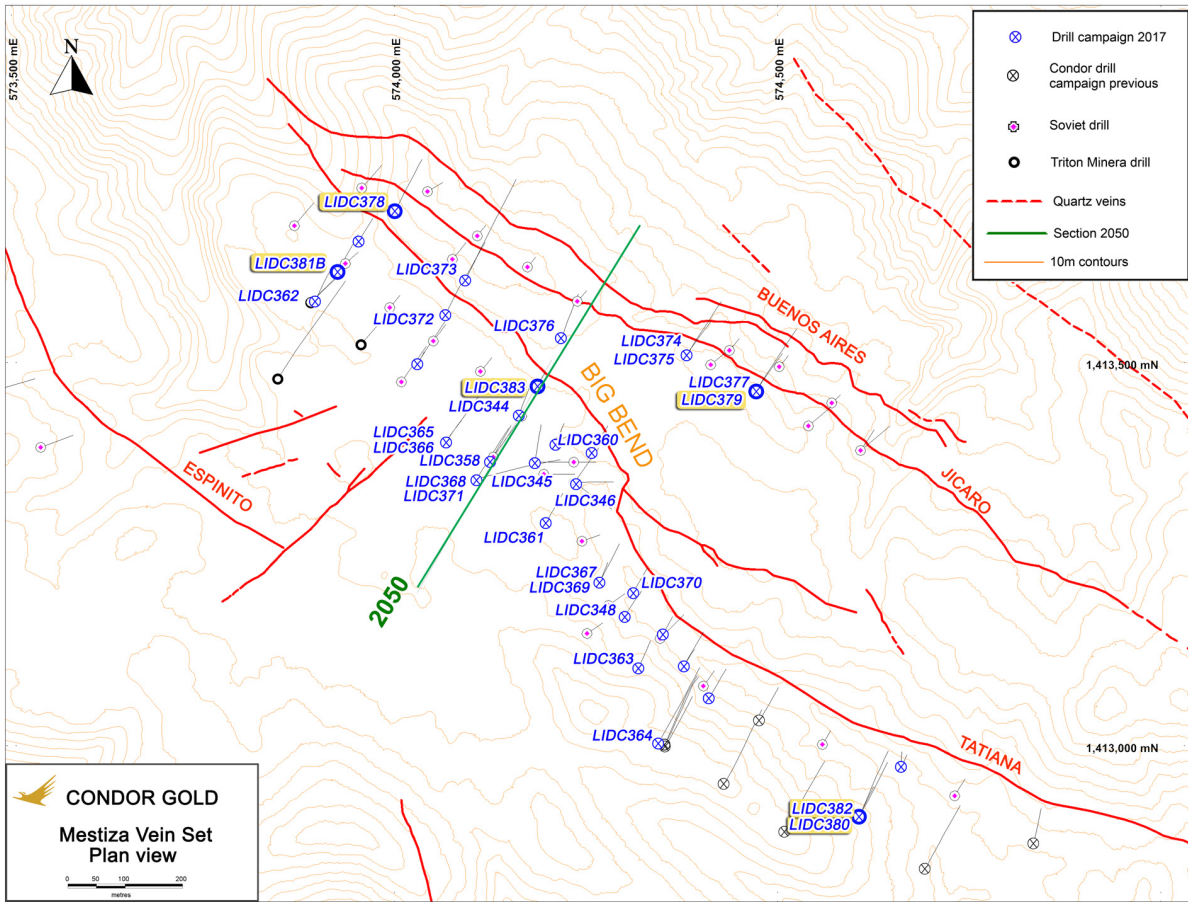 573,500 mE
574,000 mE
574,500 mE
N
Drill campaign 2017
Condor drill
campaign previous
Soviet drill
Triton Minera drill
Quartz veins
Section 2050
10m contours
LIDC378
LIDC381B
LIDC362
LIDC373
LIDC372
LIDC376
LIDC374
LIDC375
BUENOS AIRES
1,413,500 mN
LIDC377
LIDC379
LIDC383
BIG BEND
LIDC344
LIDC365
LIDC366
LIDC358
LIDC360
LIDC368
LIDC371
LIDC345
LIDC346
ESPINITO
JICARO
LIDC361
LIDC367
LIDC369
LIDC370
2050
LIDC348
LIDC363
LIDC364
TATIANA
1,413,000 mN
LIDC382
LIDC380
CONDOR GOLD
Mestiza Vein Set
Plan view
0 50 100 200
metres